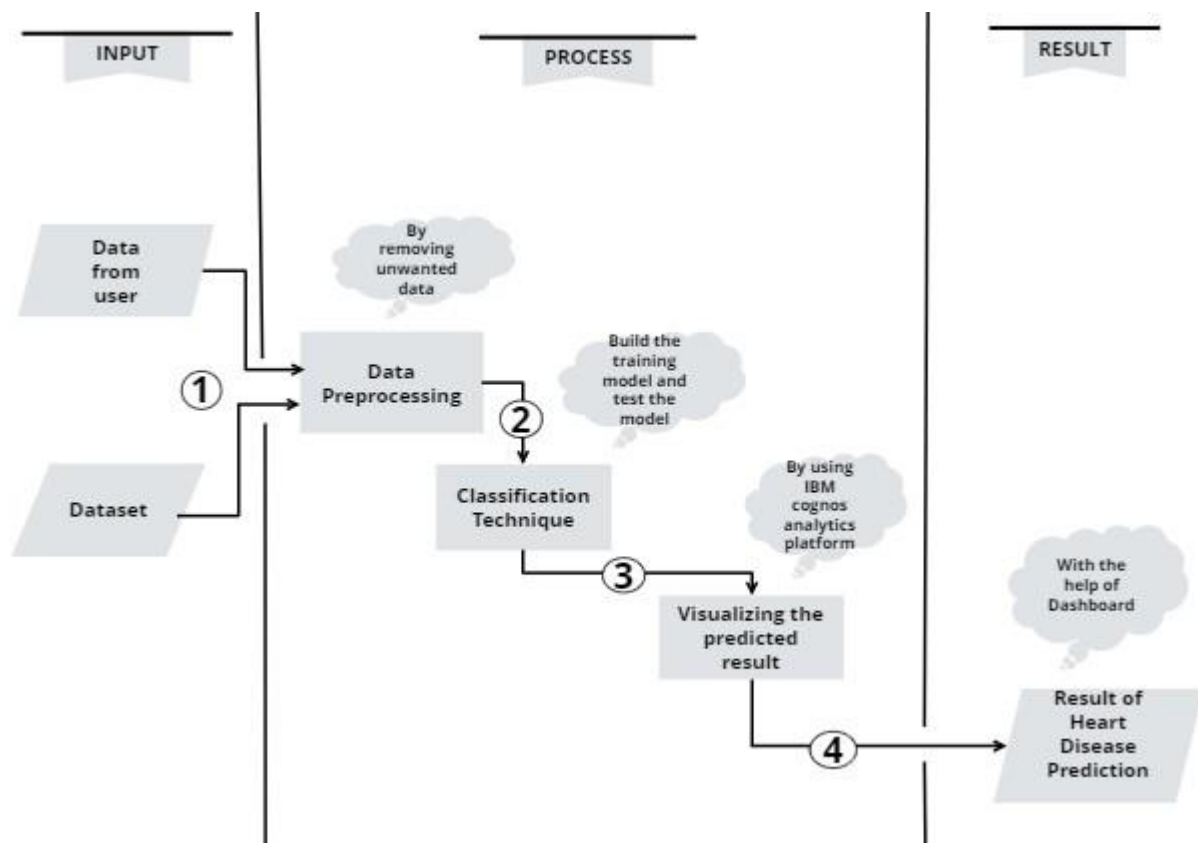 INPUT
PROCESS
RESULT
Data
from
user
By
removing
unwanted
data
1
Data
Preprocessing
Build the
training
model and
test the
model
2
Dataset
Classification
Technique
By using
IBM
cognos
analytics
platform
3
Visualizing the
predicted
result
With the
help of
Dashboard
4
Result of
Heart
Disease
Prediction